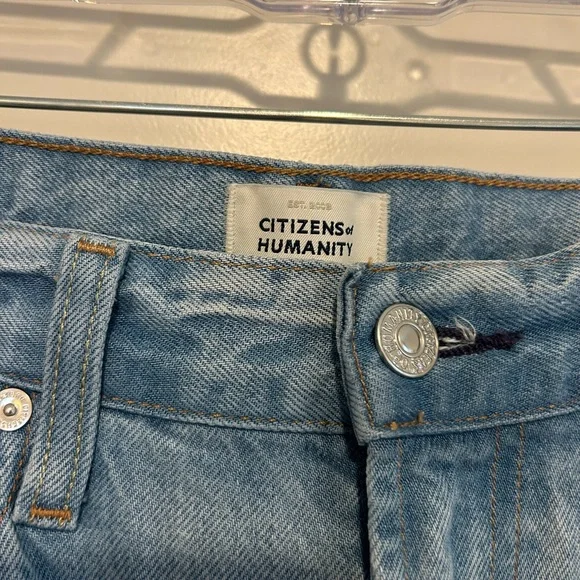 EST. 2003
CITIZENS of
HUMANITY